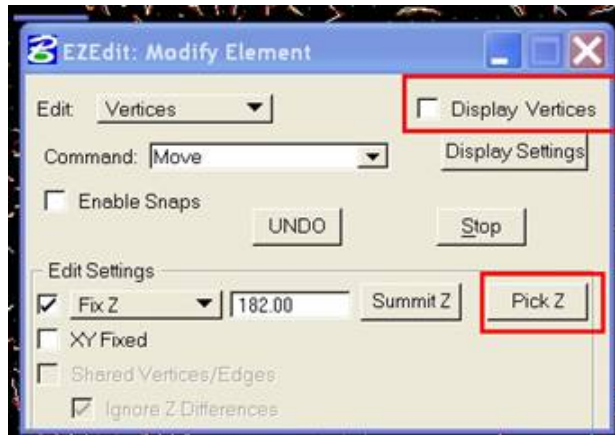 EZEdit: Modify Element
Edit: Vertices Display Vertices
Command: Move Display Settings
Enable Snaps
UNDO Stop
Edit Settings
Fix Z 182.00 Summit Z Pick Z
XY Fixed
Shared Vertices/Edges
Ignore Z Differences